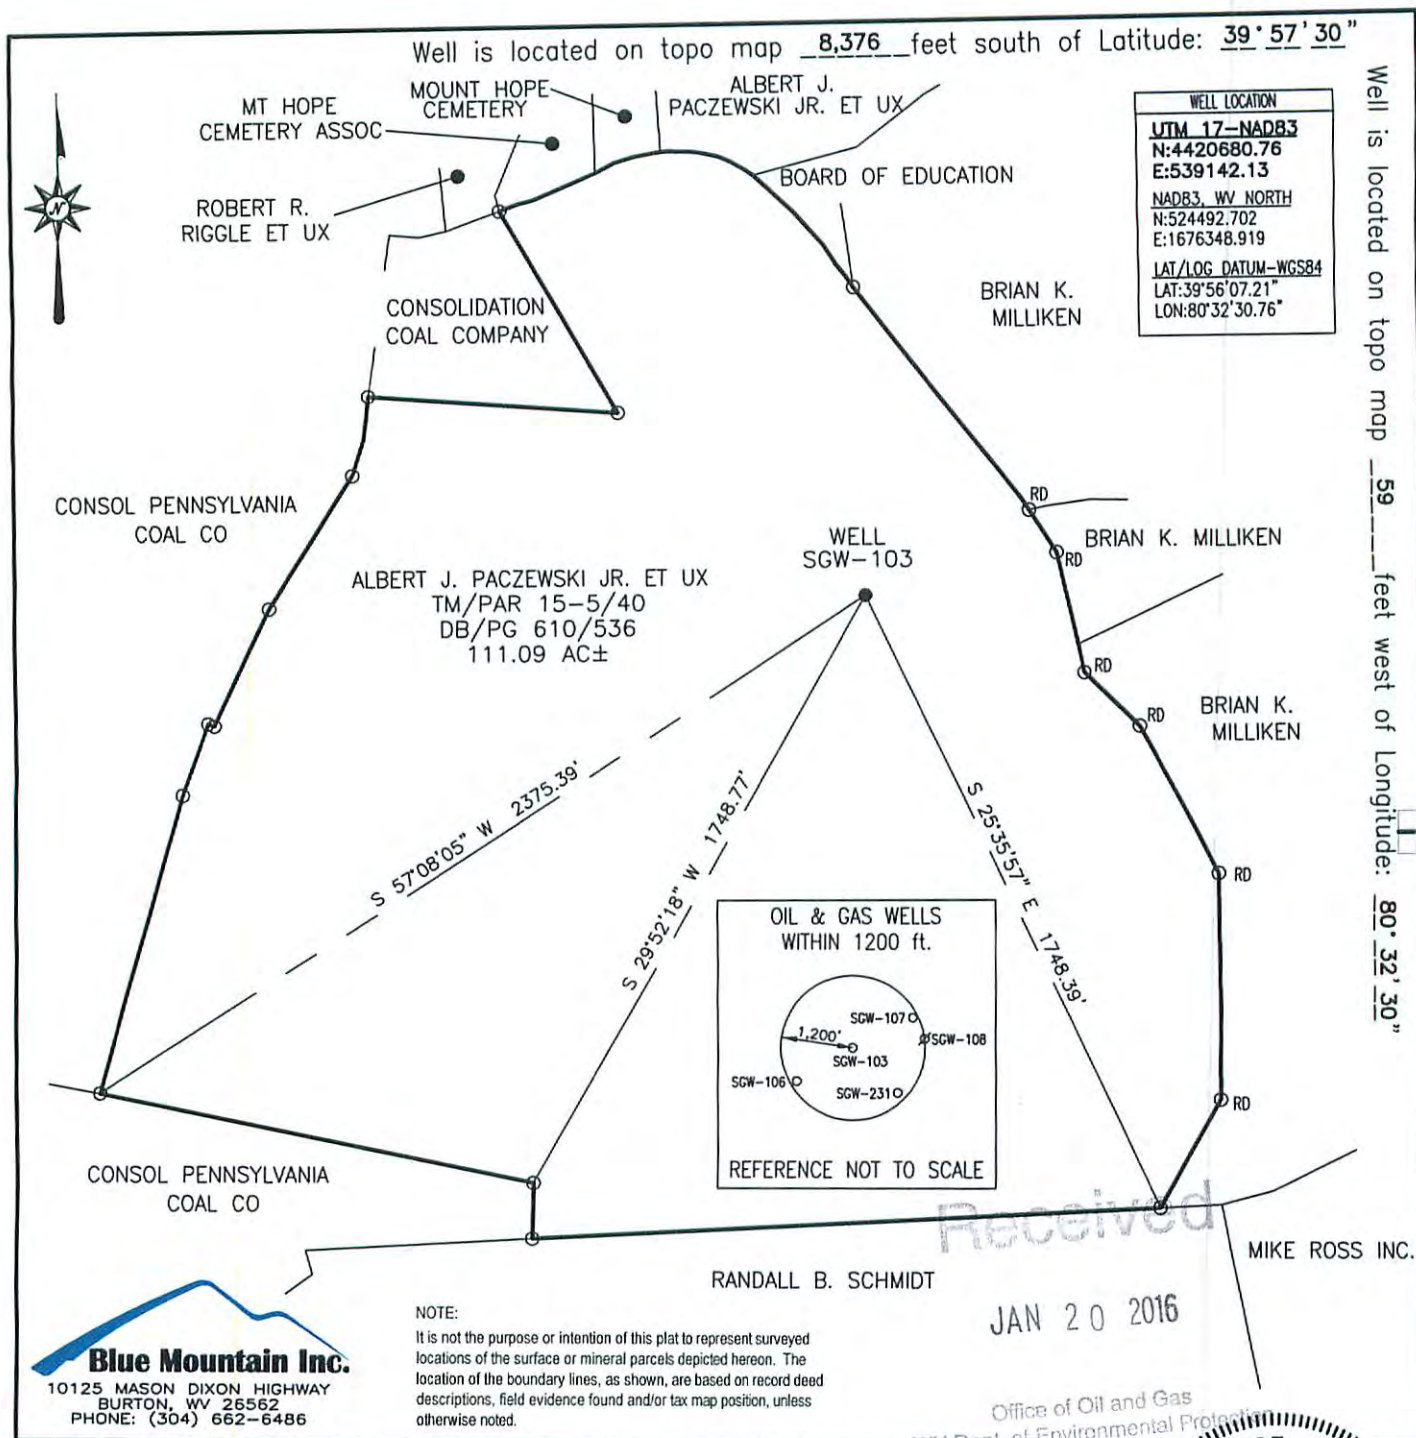 Well is located on topo map 8,376 feet south of Latitude: 39°57'30"
Well is located on topo map 59 feet west of Longitude: 80°32'30"
MT HOPE
CEMETERY ASSOC
MOUNT HOPE
CEMETERY
ALBERT J.
PACZEWSKI JR. ET UX
WELL LOCATION
UTM 17-NAD83
N:4420680.76
E:539142.13
NAD83, WV NORTH
N:524492.702
E:1676348.919
LAT/LOG DATUM-WGS84
LAT:39°56'07.21"
LON:80°32'30.76"
N
ROBERT R.
RIGGLE ET UX
BOARD OF EDUCATION
CONSOLIDATION
COAL COMPANY
BRIAN K.
MILLIKEN
CONSOL PENNSYLVANIA
COAL CO
RD
BRIAN K. MILLIKEN
RD
WELL
SGW-103
ALBERT J. PACZEWSKI JR. ET UX
TM/PAR 15-5/40
DB/PG 610/536
111.09 AC±
RD
RD
BRIAN K.
MILLIKEN
S 57°08'05" W 2375.39'
S 29°52'18" W 1748.77'
S 25°35'57" E 1748.39'
RD
OIL & GAS WELLS
WITHIN 1200 ft.
SGW-107
1,200'
SGW-108
SGW-103
SGW-106
SGW-231
REFERENCE NOT TO SCALE
RD
CONSOL PENNSYLVANIA
COAL CO
Received
MIKE ROSS INC.
RANDALL B. SCHMIDT
JAN 20 2016
Blue Mountain Inc.
10125 MASON DIXON HIGHWAY
BURTON, WV 26562
PHONE: (304) 662-6486
NOTE:
It is not the purpose or intention of this plat to represent surveyed
locations of the surface or mineral parcels depicted hereon. The
location of the boundary lines, as shown, are based on record deed
descriptions, field evidence found and/or tax map position, unless
otherwise noted.
Office of Oil and Gas
of Environmental Protection